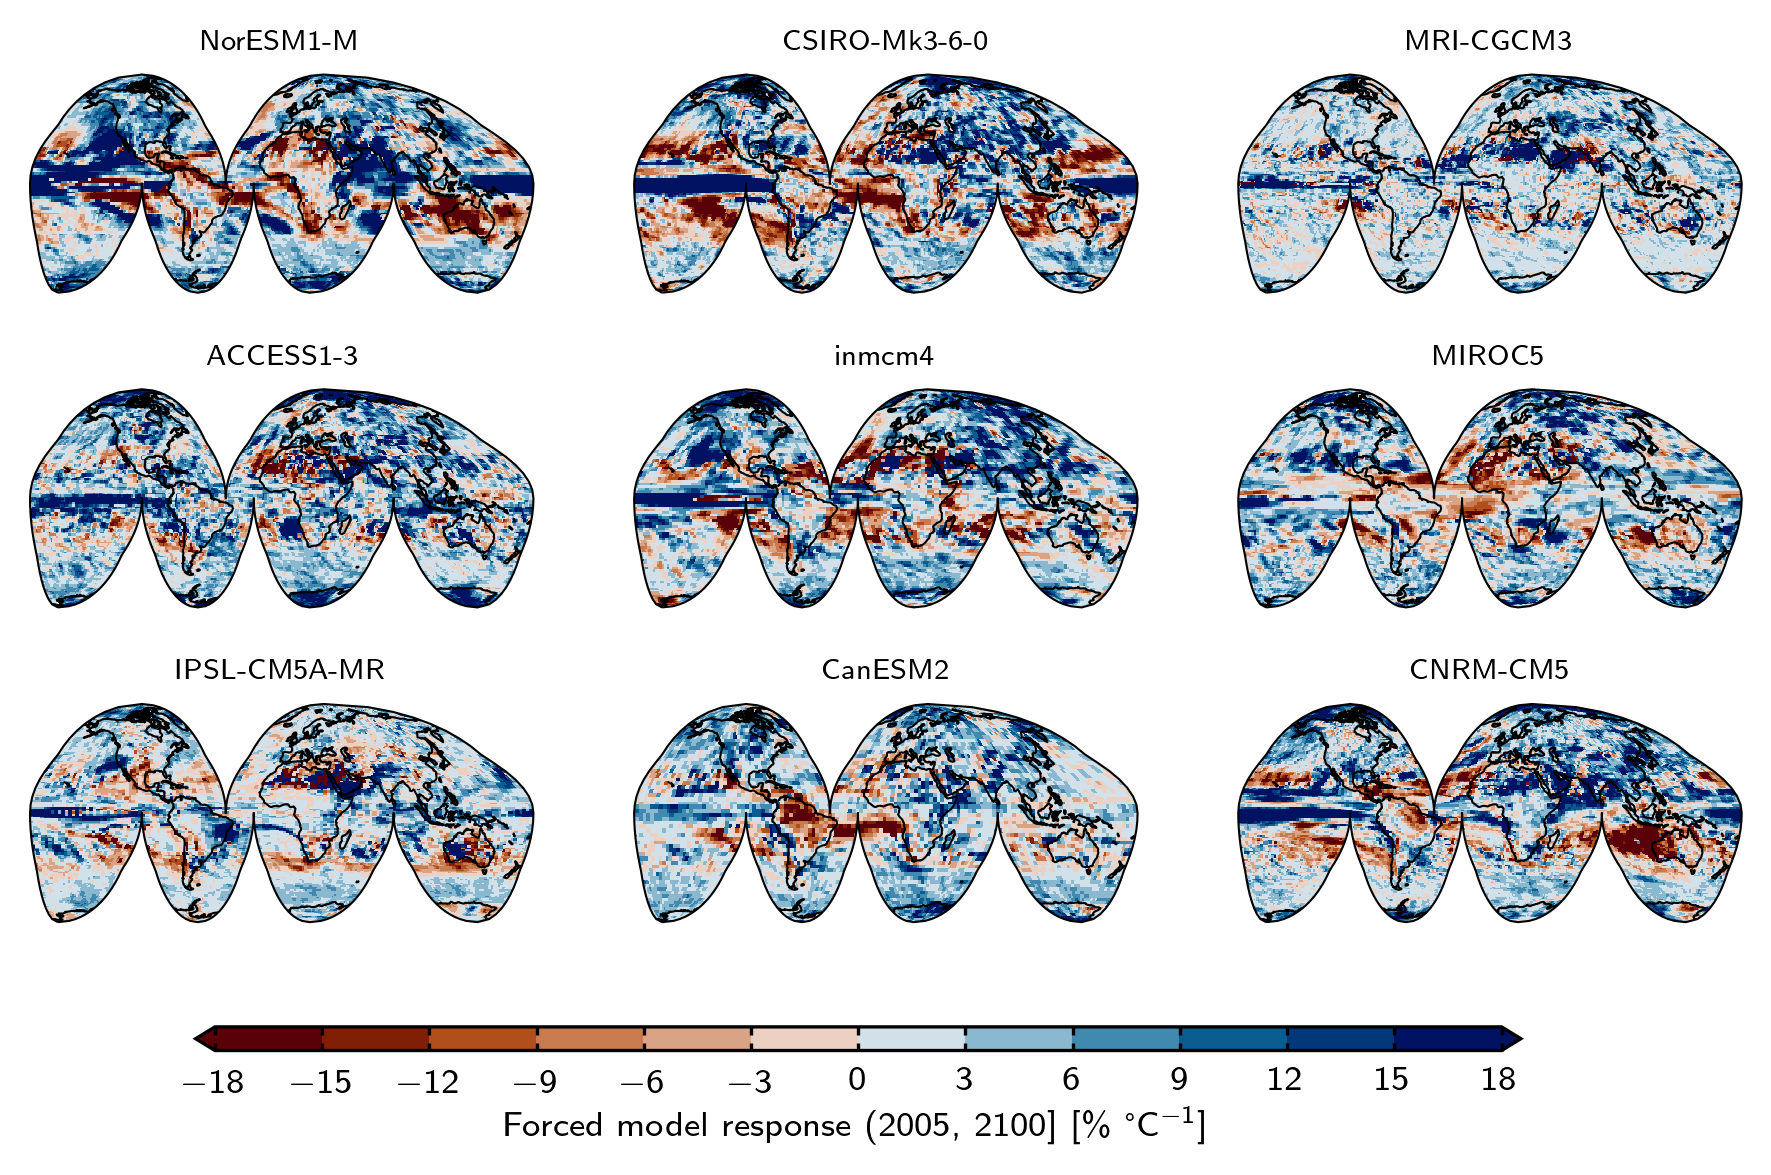 NorESM1-M
CSIRO-Mk3-6-0
MRI-CGCM3
ACCESS1-3
inmcm4
MIROC5
IPSL-CM5A-MR
CanESM2
CNRM-CM5
−18 −15 −12 −9 −6 −3 0 3 6 9 12 15 18
Forced model response (2005, 2100] [% °C⁻¹]